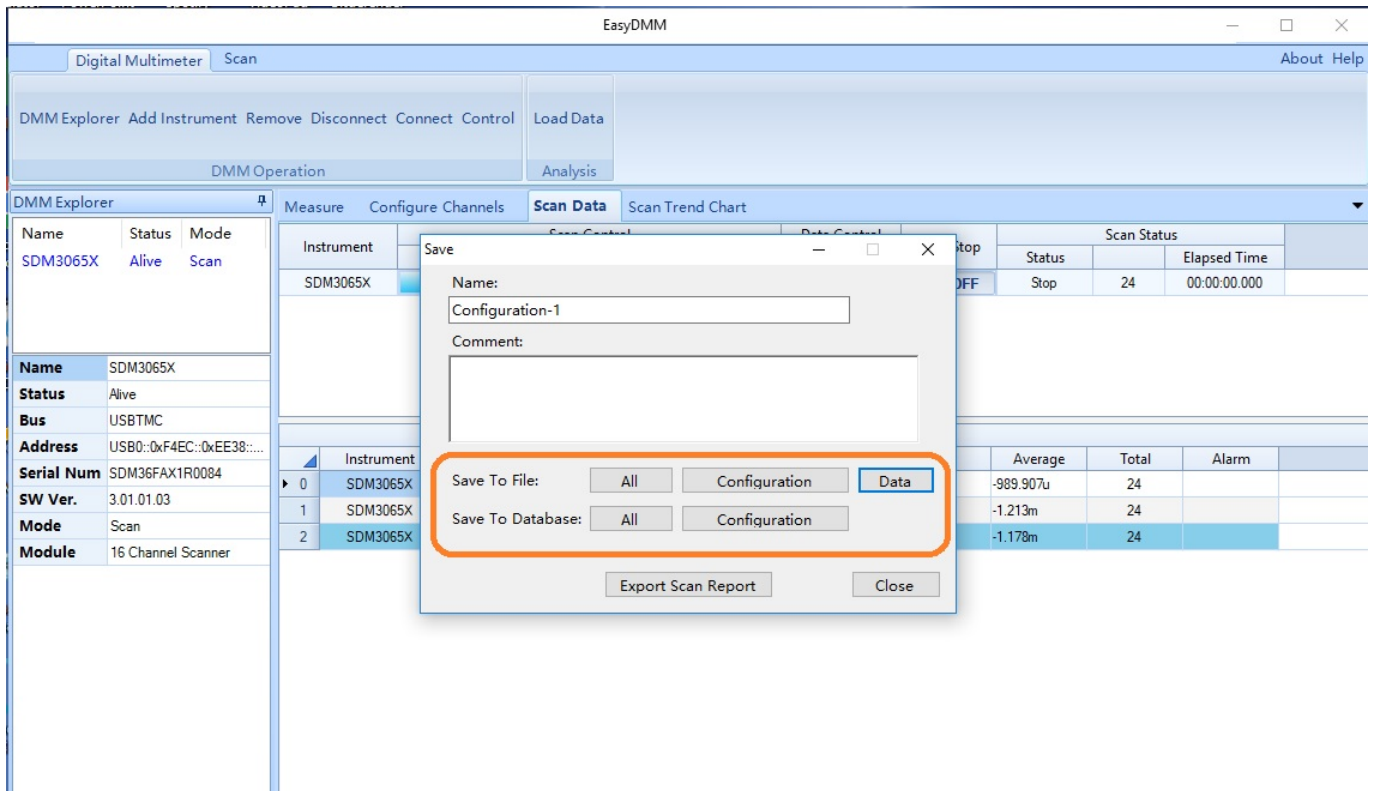 EasyDMM
Digital Multimeter Scan About Help
DMM Explorer Add Instrument Remove Disconnect Connect Control Load Data
DMM Operation Analysis
DMM Explorer
Name Status Mode
SDM3065X Alive Scan
Name SDM3065X
Status Alive
Bus USBTMC
Address USB0::0xF4EC::0xEE38::...
Serial Num SDM36FAX1R0084
SW Ver. 3.01.01.03
Mode Scan
Module 16 Channel Scanner
Measure Configure Channels Scan Data Scan Trend Chart
Instrument Scan Control Data Control Stop Scan Status
Status Elapsed Time
SDM3065X OFF Stop 24 00:00:00.000
Save
Name:
Configuration-1
Comment:
Save To File: All Configuration Data
Save To Database: All Configuration
Export Scan Report Close
Instrument Average Total Alarm
0 SDM3065X -989.907u 24
1 SDM3065X -1.213m 24
2 SDM3065X -1.178m 24